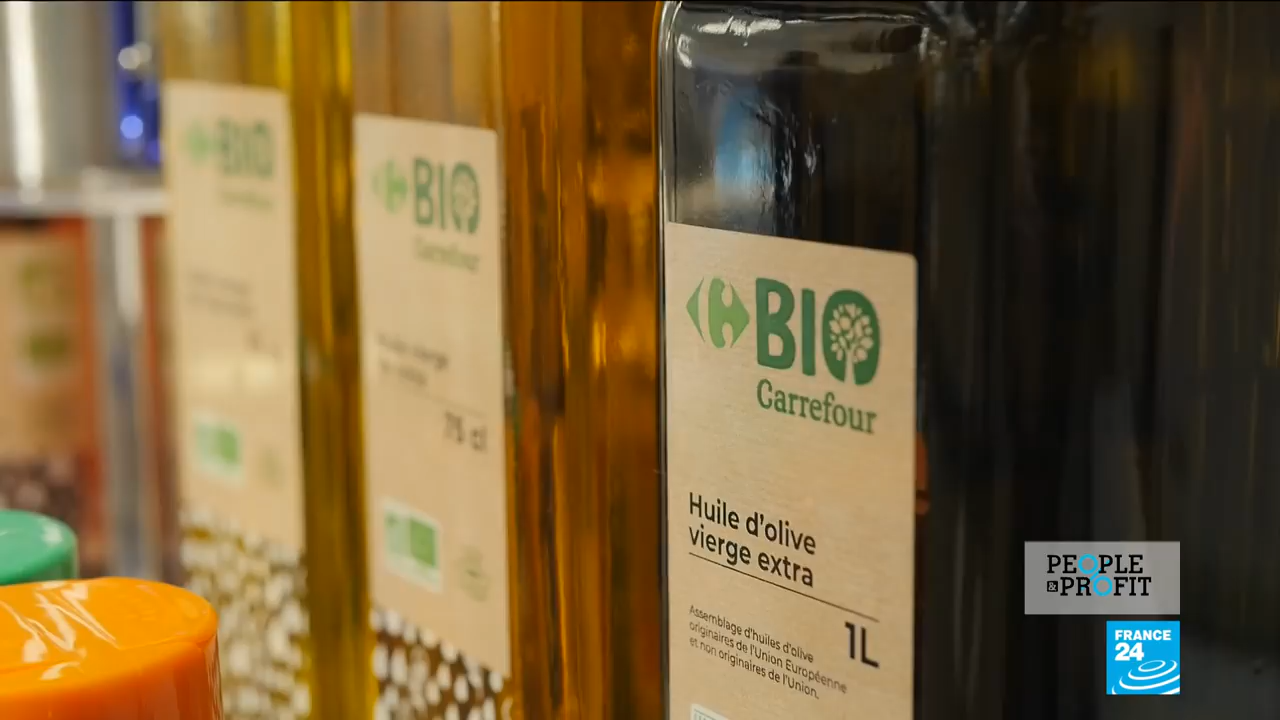 BIO
BIO
Carrefour
75 cl
BIO
Carrefour
Huile d'olive
vierge extra
1L
Assemblage d'huiles d'olive
originaires de l'Union Européenne
et non originaires de l'Union.
PEOPLE
& PROFIT
FRANCE
24